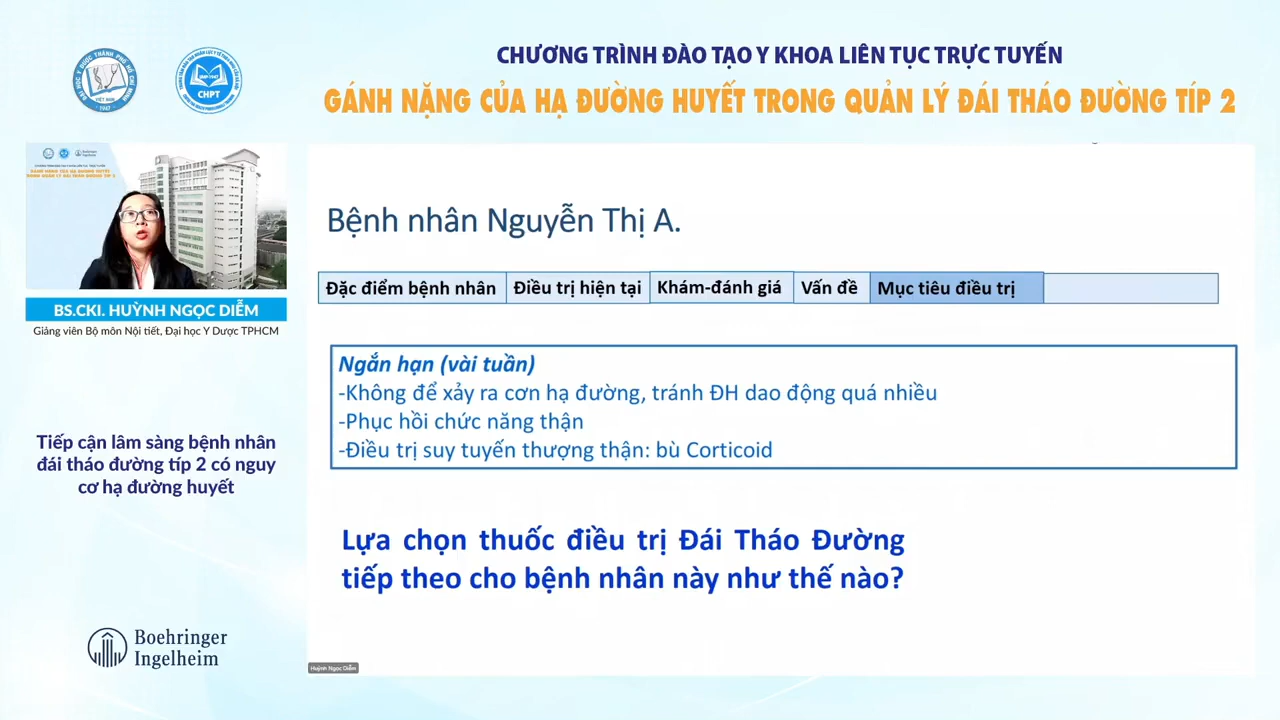 CHƯƠNG TRÌNH ĐÀO TẠO Y KHOA LIÊN TỤC TRỰC TUYẾN
GÁNH NẶNG CỦA HẠ ĐƯỜNG HUYẾT TRONG QUẢN LÝ ĐÁI THÁO ĐƯỜNG TÍP 2
CHPT
BS.CKI. HUỲNH NGỌC DIỄM
Giảng viên Bộ môn Nội tiết, Đại học Y Dược TPHCM
Tiếp cận lâm sàng bệnh nhân
đái tháo đường típ 2 có nguy
cơ hạ đường huyết
Boehringer
Ingelheim
Bệnh nhân Nguyễn Thị A.
Đặc điểm bệnh nhân Điều trị hiện tại Khám-đánh giá Vấn đề Mục tiêu điều trị
Ngắn hạn (vài tuần)
-Không để xảy ra cơn hạ đường, tránh ĐH dao động quá nhiều
-Phục hồi chức năng thận
-Điều trị suy tuyến thượng thận: bù Corticoid
Lựa chọn thuốc điều trị Đái Tháo Đường
tiếp theo cho bệnh nhân này như thế nào?
Huỳnh Ngọc Diễm